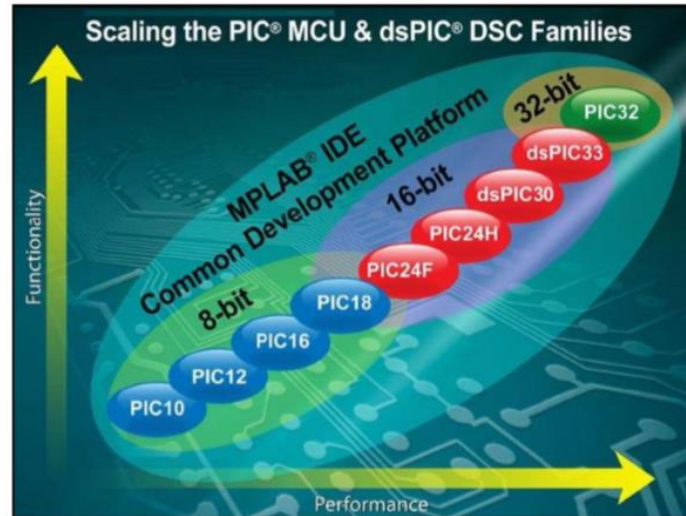 Scaling the PIC® MCU & dsPIC® DSC Families
32-bit
PIC32
MPLAB® IDE
Common Development Platform
dsPIC33
16-bit
dsPIC30
PIC24H
PIC24F
8-bit
PIC18
PIC16
PIC12
PIC10
Functionality
Performance